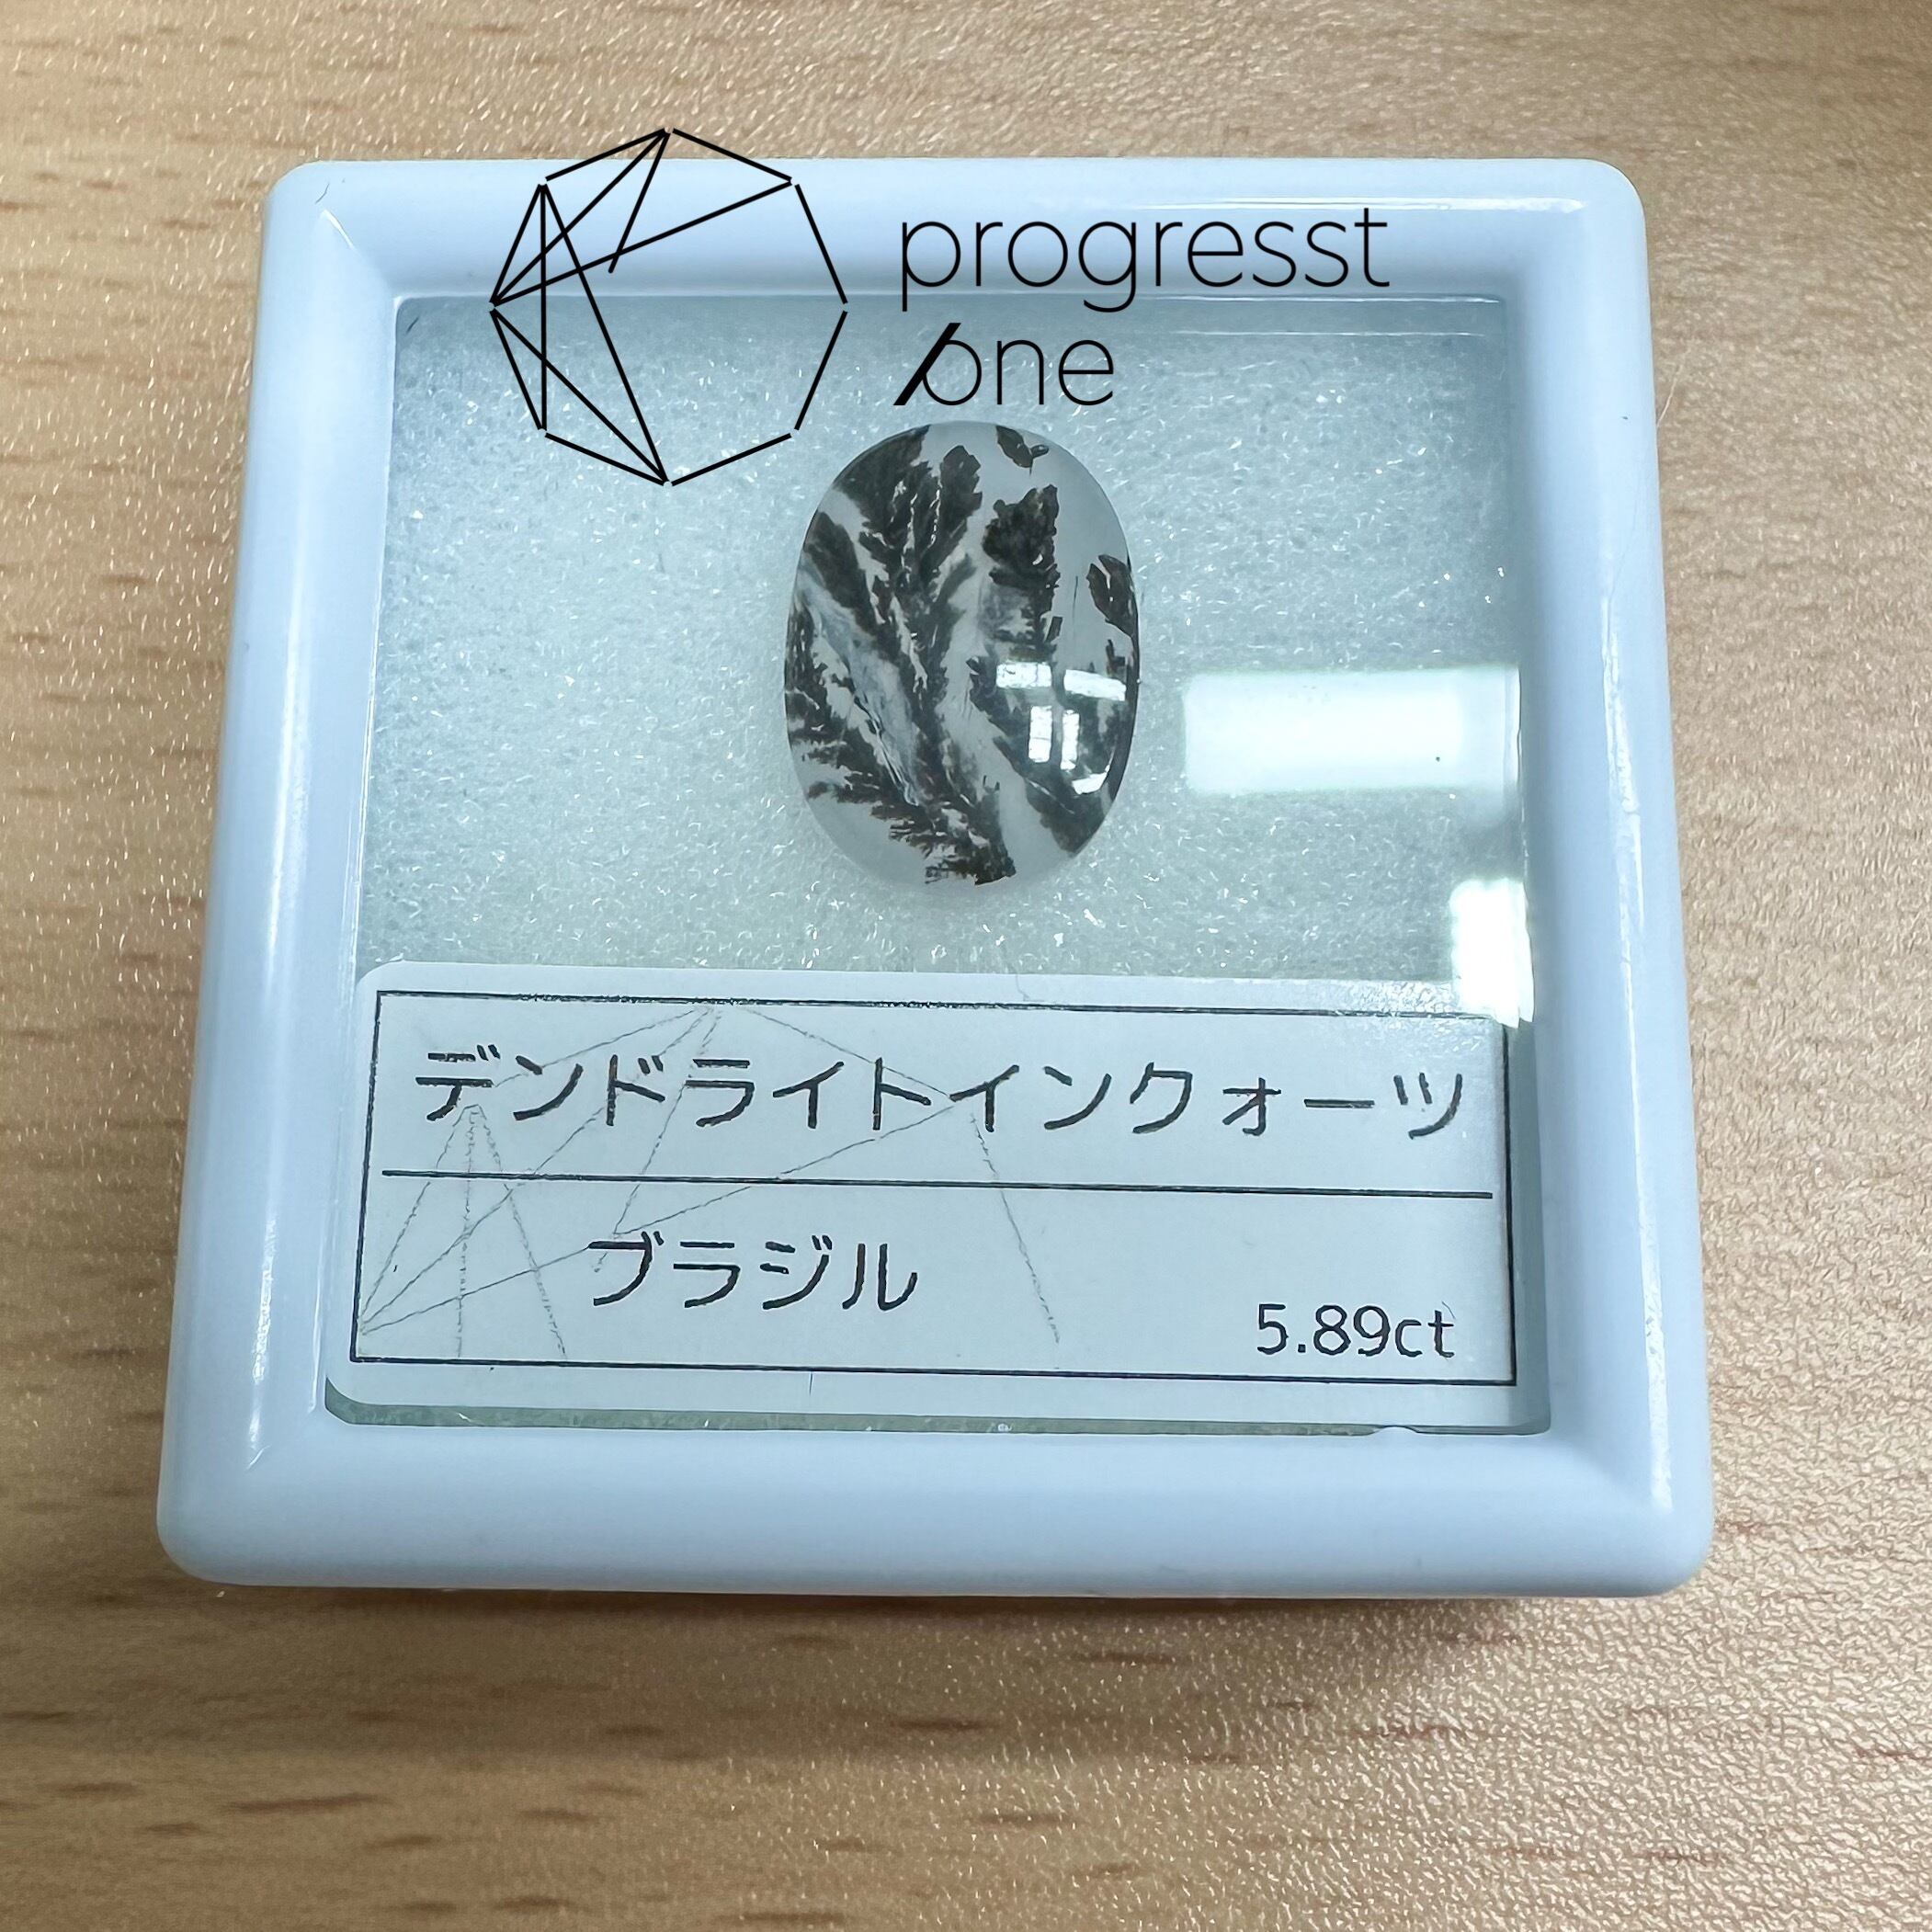 progresst
one
デンドライトインクォーツ
ブラジル
5.89ct